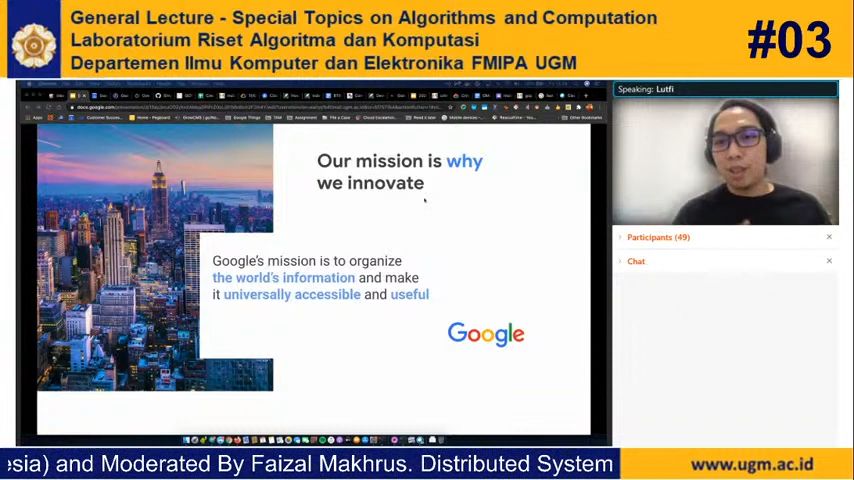 General Lecture - Special Topics on Algorithms and Computation
Laboratorium Riset Algoritma dan Komputasi
Departemen Ilmu Komputer dan Elektronika FMIPA UGM
#03
Speaking: Lutfi
Our mission is why
we innovate
Google's mission is to organize
the world's information and make
it universally accessible and useful
Google
Participants (49)
Chat
esia) and Moderated By Faizal Makhrus. Distributed System
www.ugm.ac.id